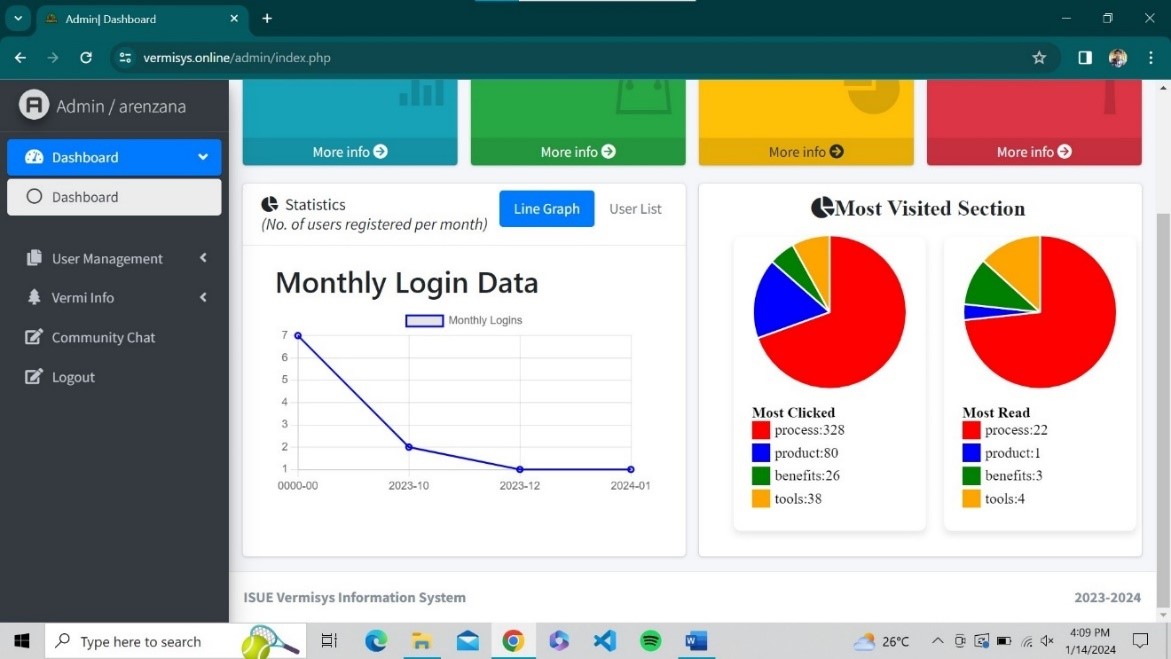 Admin| Dashboard
vermisys.online/admin/index.php
Admin / arenzana
Dashboard
Dashboard
User Management
Vermi Info
Community Chat
Logout
More info
More info
More info
More info
Statistics
(No. of users registered per month)
Line Graph
User List
Monthly Login Data
Monthly Logins
7
6
5
4
3
2
1
0000-00 2023-10 2023-12 2024-01
Most Visited Section
Most Clicked
process:328
product:80
benefits:26
tools:38
Most Read
process:22
product:1
benefits:3
tools:4
ISUE Vermisys Information System
2023-2024
Type here to search
26°C
4:09 PM
1/14/2024